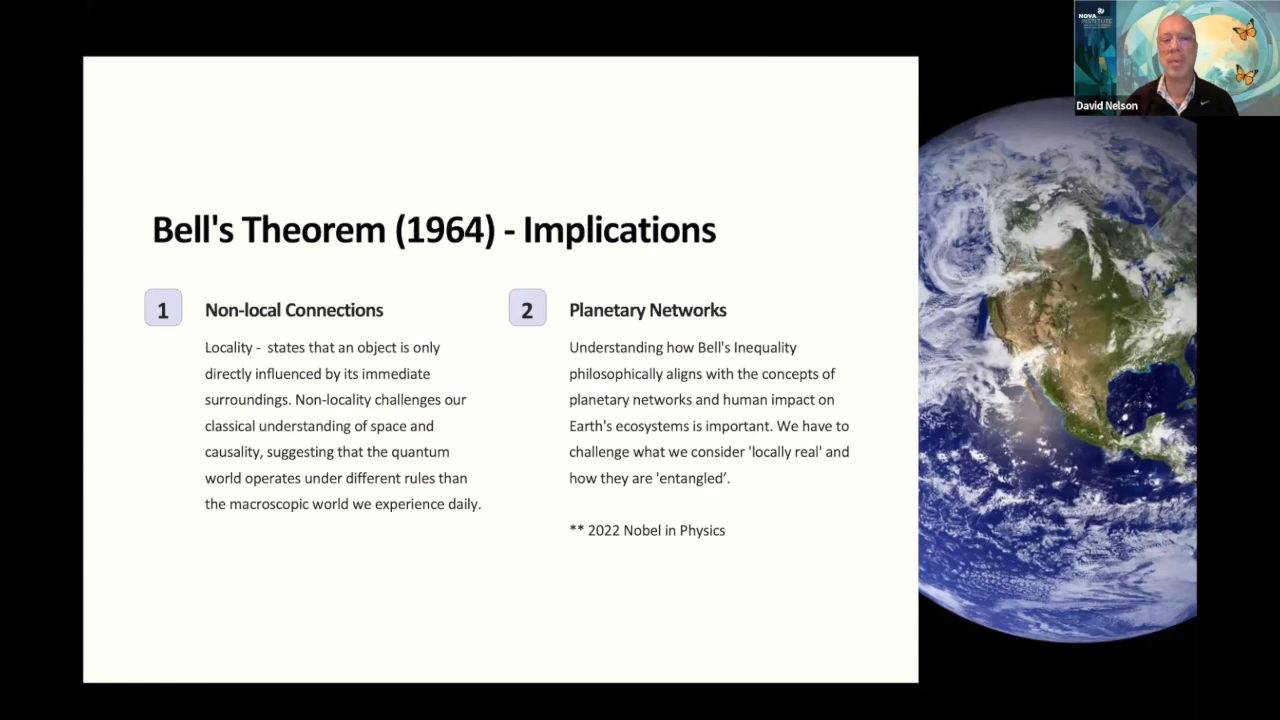 NOVA
INSTITUTE
David Nelson
Bell's Theorem (1964) - Implications
1
Non-local Connections
Locality -  states that an object is only
directly influenced by its immediate
surroundings. Non-locality challenges our
classical understanding of space and
causality, suggesting that the quantum
world operates under different rules than
the macroscopic world we experience daily.
2
Planetary Networks
Understanding how Bell's Inequality
philosophically aligns with the concepts of
planetary networks and human impact on
Earth's ecosystems is important. We have to
challenge what we consider 'locally real' and
how they are 'entangled’.
** 2022 Nobel in Physics